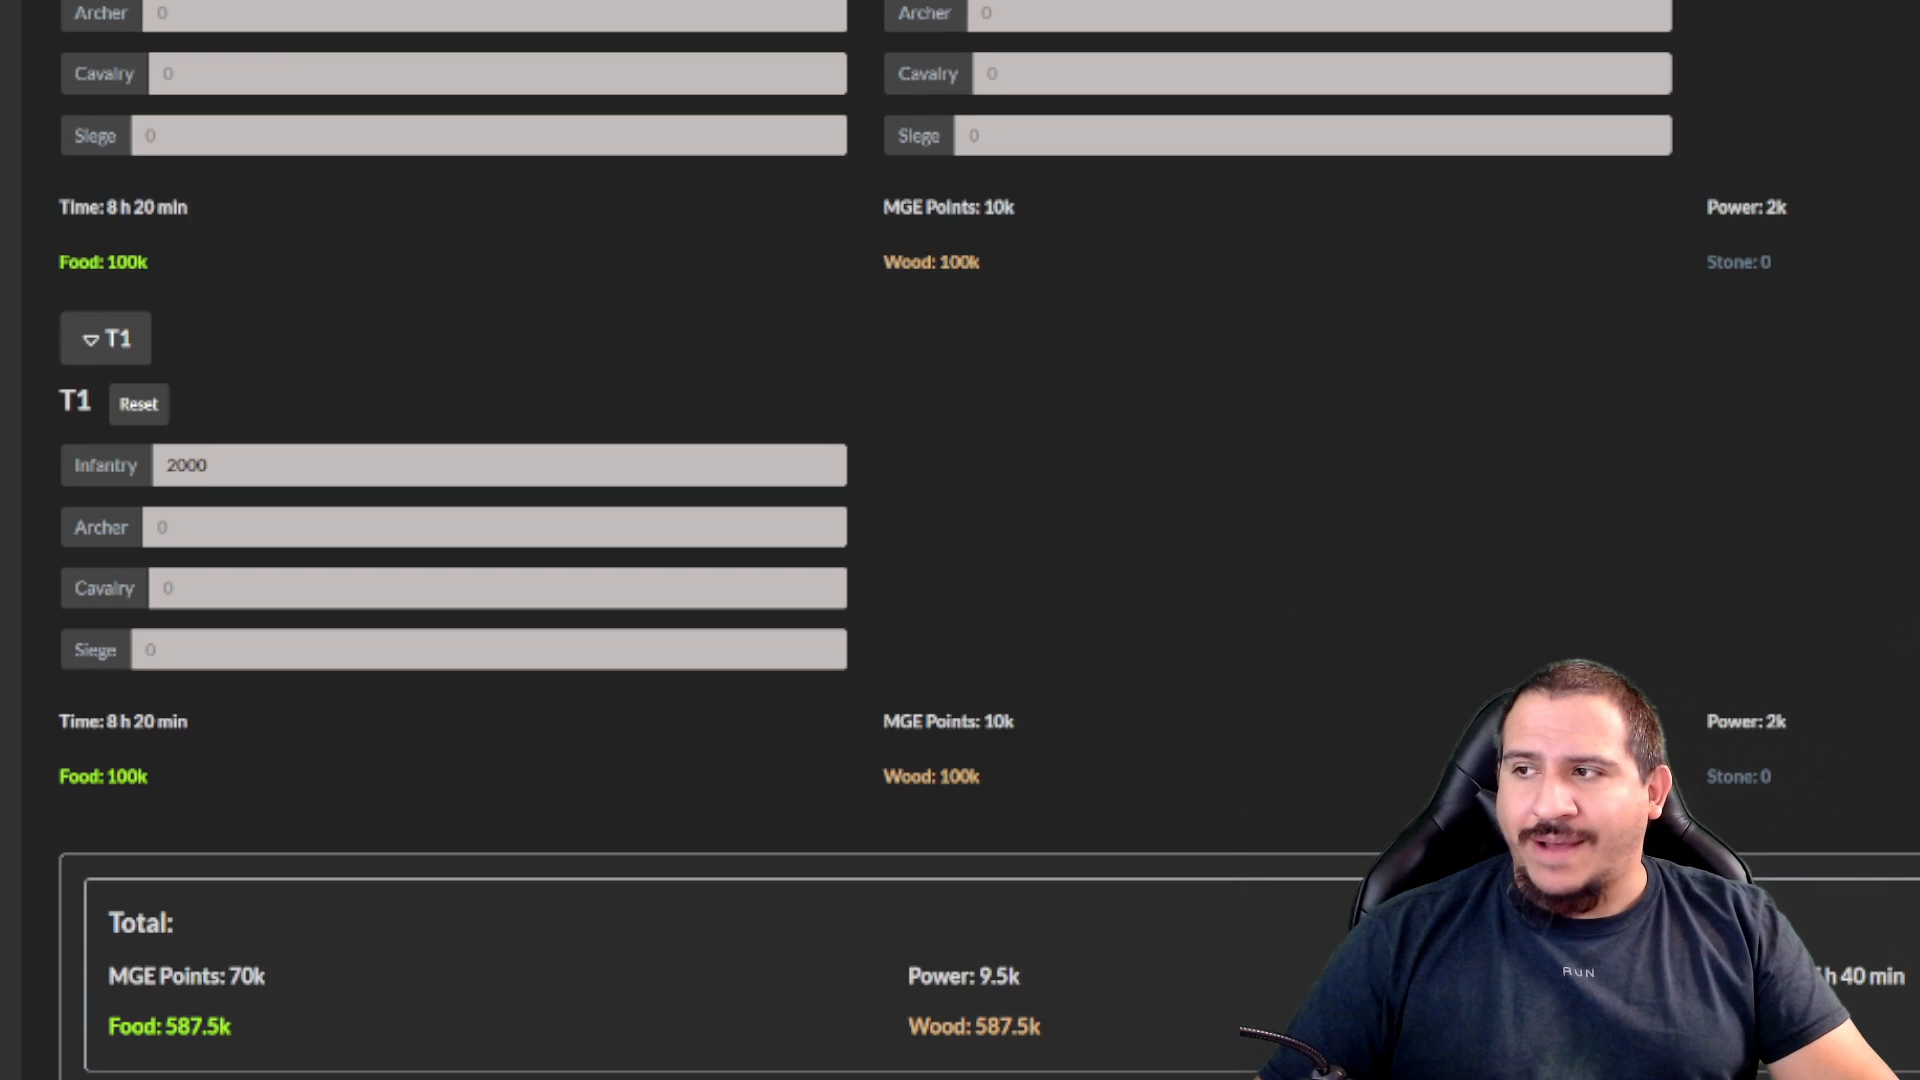 Archer 0 Archer 0
Cavalry 0 Cavalry 0
Siege 0 Siege 0
Time: 8 h 20 min MGE Points: 10k Power: 2k
Food: 100k Wood: 100k Stone: 0
T1
T1 Reset
Infantry 2000
Archer 0
Cavalry 0
Siege 0
Time: 8 h 20 min MGE Points: 10k Power: 2k
Food: 100k Wood: 100k Stone: 0
Total:
MGE Points: 70k Power: 9.5k h 40 min
Food: 587.5k Wood: 587.5k
RUN